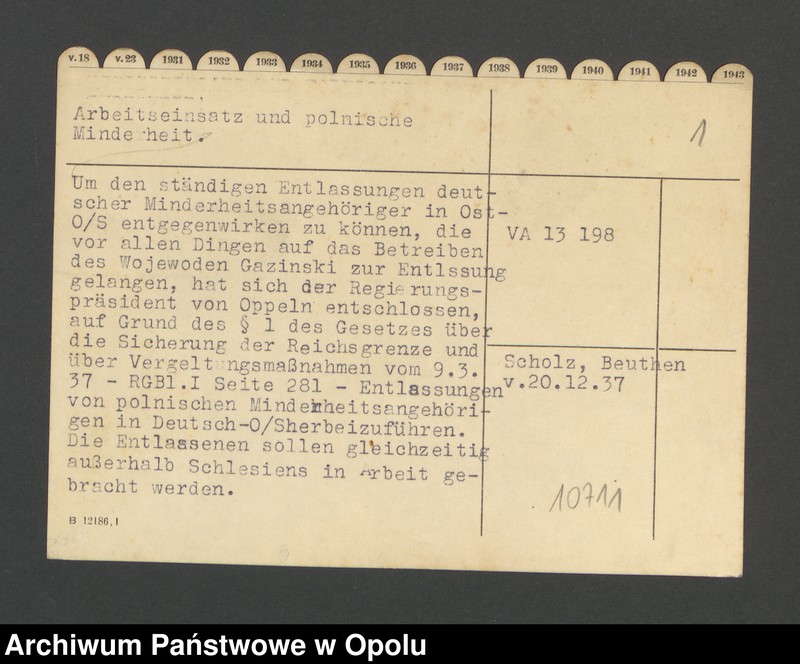 v.18 v.23 1931 1932 1933 1934 1935 1936 1937 1938 1939 1940 1941 1942 1943
Arbeitseinsatz und polnische
Minderheit.
1
Um den ständigen Entlassungen deut-
scher Minderheitsangehöriger in Ost-
O/S entgegenwirken zu können, die
vor allen Dingen auf das Betreiben
des Wojewoden Gazinski zur Entlssung
gelangen, hat sich der Regierungs-
präsident von Oppeln entschlossen,
auf Grund des § 1 des Gesetzes über
die Sicherung der Reichsgrenze und
über Vergeltungsmaßnahmen vom 9.3.
37 - RGBl.I Seite 281 - Entlassungen
von polnischen Minderheitsangehöri-
gen in Deutsch-O/Sherbeizuführen.
Die Entlassenen sollen gleichzeitig
außerhalb Schlesiens in Arbeit ge-
bracht werden.
VA 13 198
Scholz, Beuthen
v.20.12.37
10711
B 12186, I
Archiwum Państwowe w Opolu